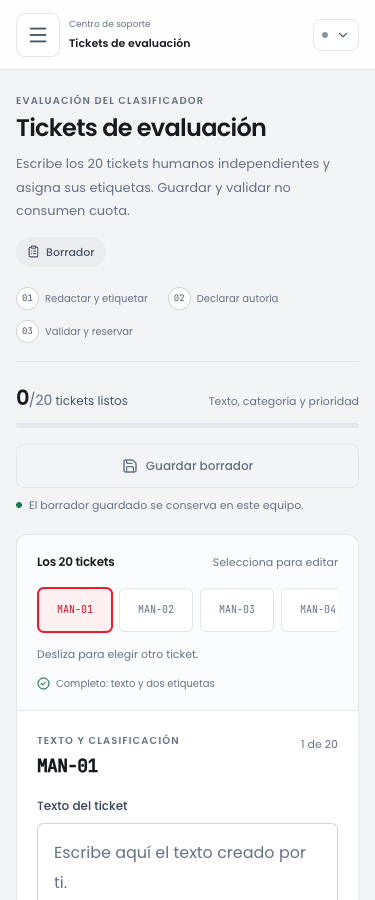 Centro de soporte
Tickets de evaluación
EVALUACIÓN DEL CLASIFICADOR
Tickets de evaluación
Escribe los 20 tickets humanos independientes y
asigna sus etiquetas. Guardar y validar no
consumen cuota.
Borrador
01 Redactar y etiquetar
02 Declarar autoría
03 Validar y reservar
0/20 tickets listos
Texto, categoría y prioridad
Guardar borrador
El borrador guardado se conserva en este equipo.
Los 20 tickets
Selecciona para editar
MAN-01
MAN-02
MAN-03
MAN-04
Desliza para elegir otro ticket.
Completo: texto y dos etiquetas
TEXTO Y CLASIFICACIÓN
1 de 20
MAN-01
Texto del ticket
Escribe aquí el texto creado por
ti.